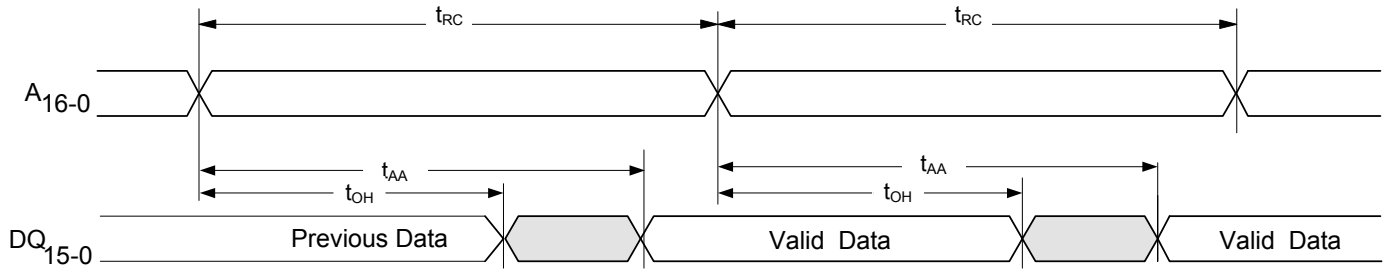 tRC tRC
A16-0
tAA tAA
tOH tOH
DQ15-0 Previous Data Valid Data Valid Data